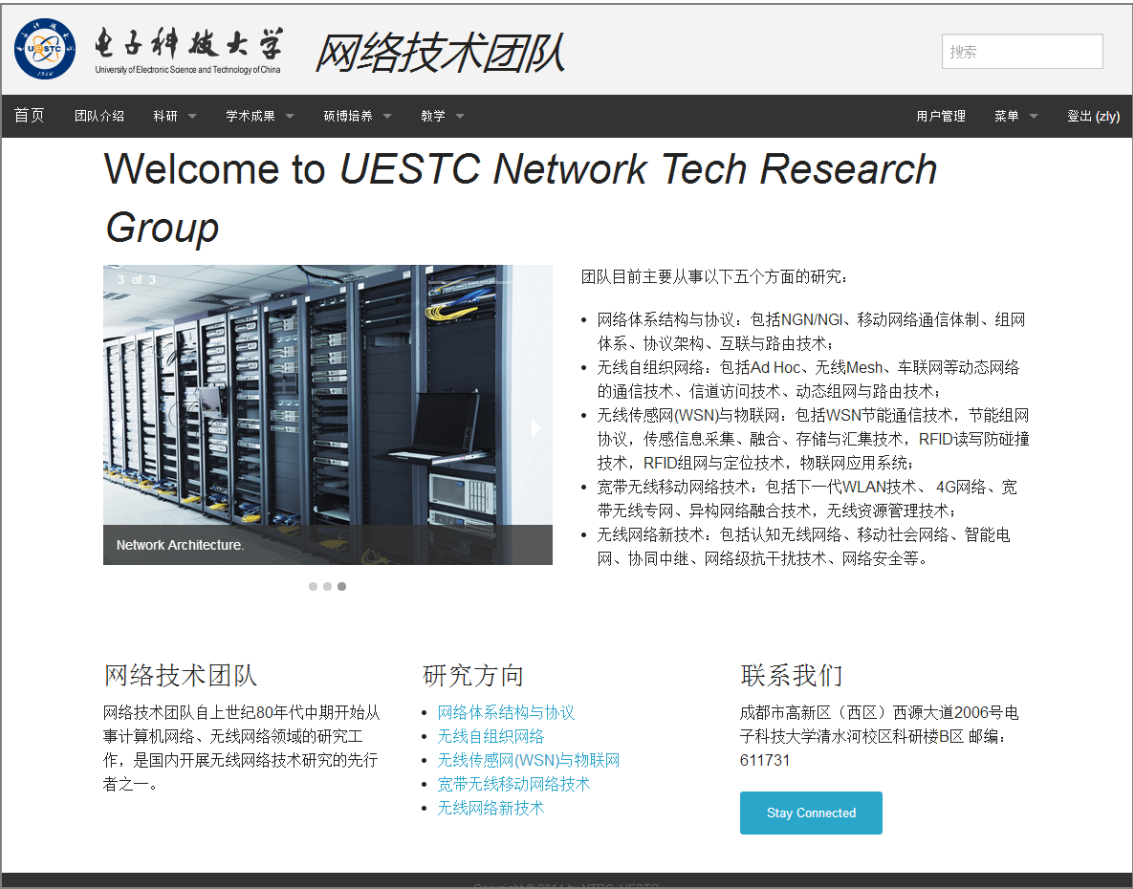 UESTC
1956
电子科技大学
University of Electronic Science and Technology of China
网络技术团队
搜索
首页 团队介绍 科研 学术成果 硕博培养 教学 用户管理 菜单 登出 (zly)
Welcome to UESTC Network Tech Research
Group
3 of 3
Network Architecture.
团队目前主要从事以下五个方面的研究：
• 网络体系结构与协议：包括NGN/NGI、移动网络通信体制、组网
体系、协议架构、互联与路由技术；
• 无线自组织网络：包括Ad Hoc、无线Mesh、车联网等动态网络
的通信技术、信道访问技术、动态组网与路由技术；
• 无线传感网(WSN)与物联网：包括WSN节能通信技术，节能组网
协议，传感信息采集、融合、存储与汇集技术，RFID读写防碰撞
技术，RFID组网与定位技术，物联网应用系统；
• 宽带无线移动网络技术：包括下一代WLAN技术、 4G网络、宽
带无线专网、异构网络融合技术，无线资源管理技术；
• 无线网络新技术：包括认知无线网络、移动社会网络、智能电
网、协同中继、网络级抗干扰技术、网络安全等。
网络技术团队
网络技术团队自上世纪80年代中期开始从
事计算机网络、无线网络领域的研究工
作，是国内开展无线网络技术研究的先行
者之一。
研究方向
• 网络体系结构与协议
• 无线自组织网络
• 无线传感网(WSN)与物联网
• 宽带无线移动网络技术
• 无线网络新技术
联系我们
成都市高新区（西区）西源大道2006号电
子科技大学清水河校区科研楼B区 邮编：
611731
Stay Connected
Copyright © 2014 by NTRG, UESTC